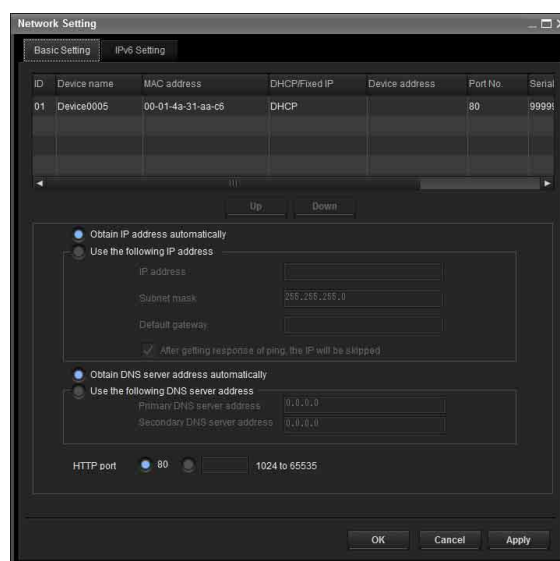 Network Setting
Basic Setting IPv6 Setting
ID Device name MAC address DHCP/Fixed IP Device address Port No. Serial
01 Device0005 00-01-4a-31-aa-c6 DHCP 80 99999
Up Down
Obtain IP address automatically
Use the following IP address
IP address
Subnet mask 255.255.255.0
Default gateway
After getting response of ping, the IP will be skipped
Obtain DNS server address automatically
Use the following DNS server address
Primary DNS server address 0.0.0.0
Secondary DNS server address 0.0.0.0
HTTP port 80 1024 to 65535
OK Cancel Apply